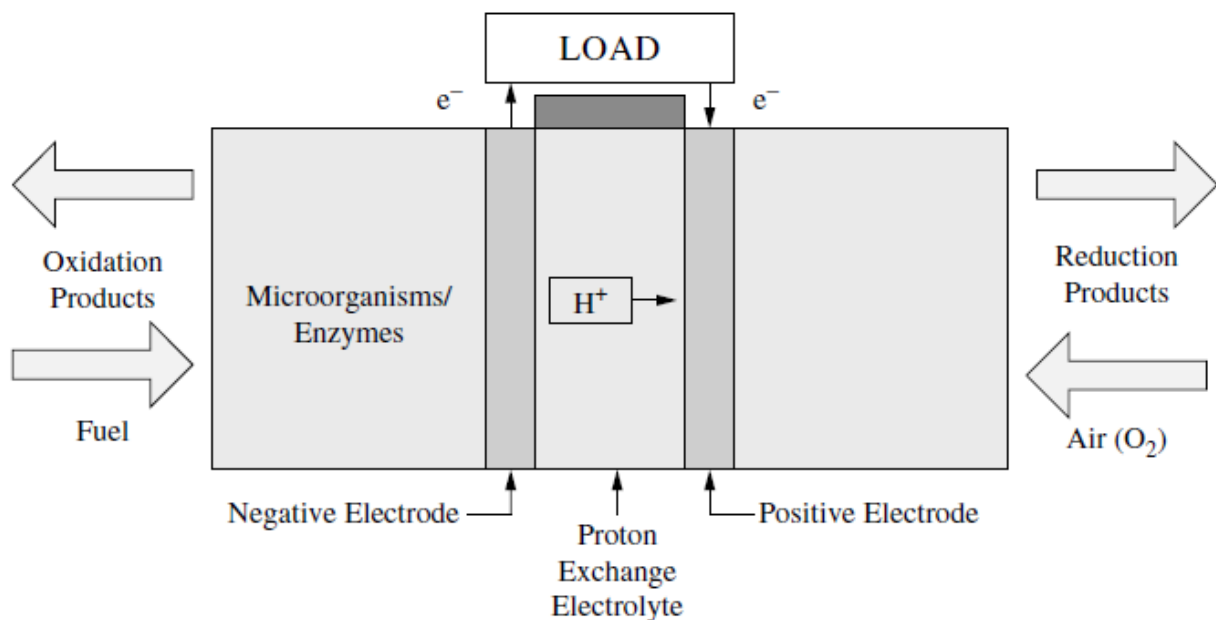 LOAD
e⁻
e⁻
Oxidation
Products
Microorganisms/
Enzymes
H⁺
Reduction
Products
Fuel
Air (O₂)
Negative Electrode
Positive Electrode
Proton
Exchange
Electrolyte